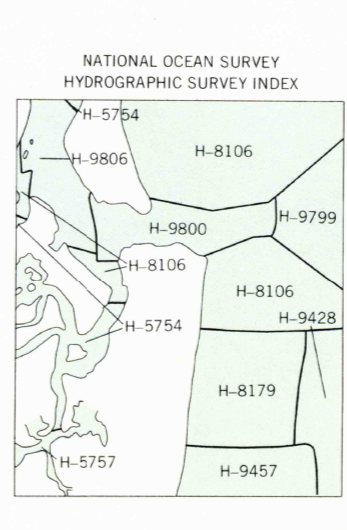 NATIONAL OCEAN SURVEY
HYDROGRAPHIC SURVEY INDEX
H-5754
H-9806
H-8106
H-9799
H-9800
H-8106
H-8106
H-9428
H-5754
H-8179
H-5757
H-9457